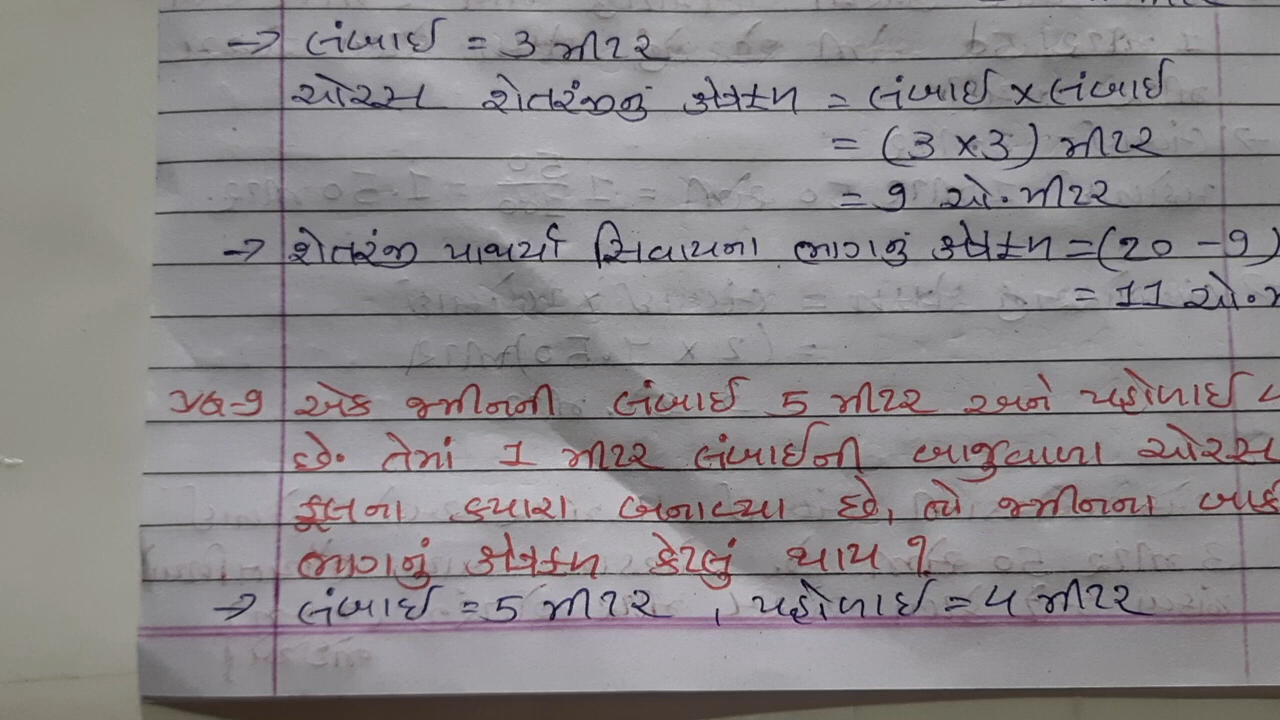 → લંબાઈ = 3 મીટર
ચોરસ શેતરંજીનું ક્ષેત્રફળ = લંબાઈ × લંબાઈ
= (3 × 3) મીટર
= 9 ચો. મીટર
→ શેતરંજી પાથર્યા સિવાયના ભાગનું ક્ષેત્રફળ = (20 - 9)
= 11 ચો.
પ્રશ્ન-9 એક જમીનની લંબાઈ 5 મીટર અને પહોળાઈ
છે. તેમાં 1 મીટર લંબાઈની બાજુવાળા ચોરસ
ફૂલના ક્યારા બનાવ્યા છે, તો જમીનના
ભાગનું ક્ષેત્રફળ કેટલું થાય ?
→ લંબાઈ = 5 મીટર , પહોળાઈ = 4 મીટર